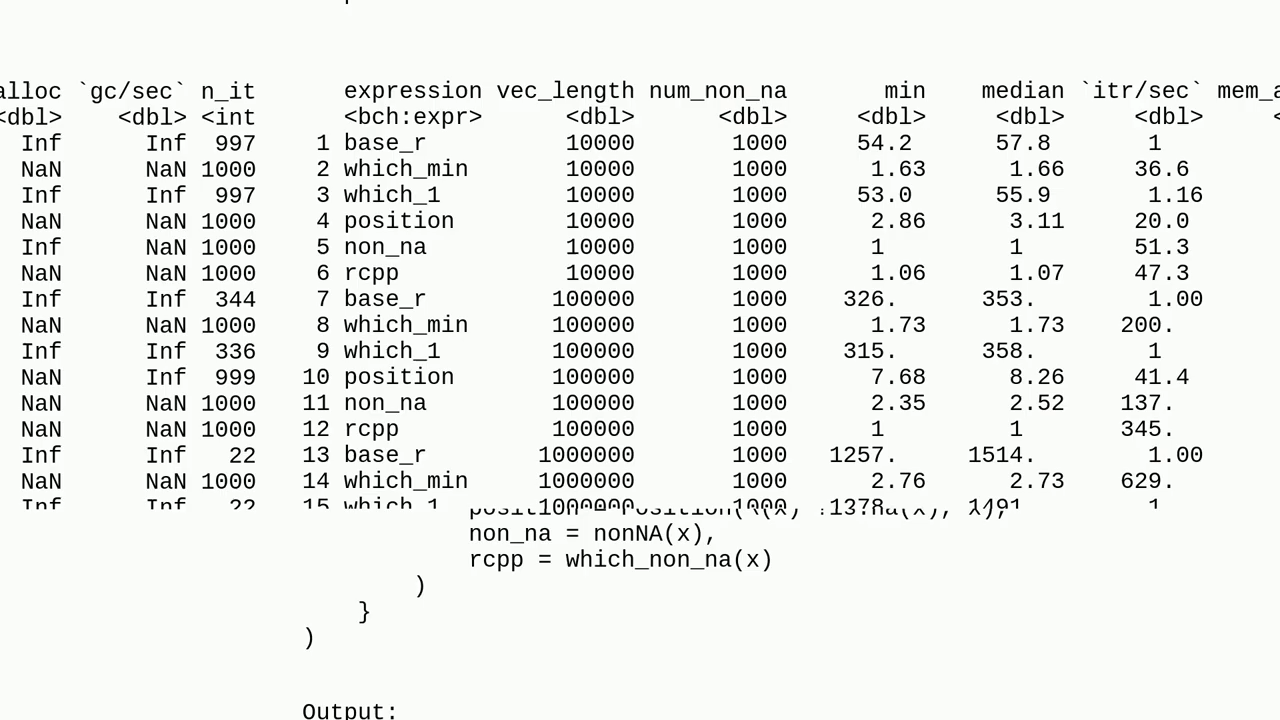 alloc `gc/sec` n_it expression vec_length num_non_na min median `itr/sec` mem_a
<dbl> <dbl> <int <bch:expr> <dbl> <dbl> <dbl> <dbl> <dbl> <
Inf Inf 997 1 base_r 10000 1000 54.2 57.8 1
NaN NaN 1000 2 which_min 10000 1000 1.63 1.66 36.6
Inf Inf 997 3 which_1 10000 1000 53.0 55.9 1.16
NaN NaN 1000 4 position 10000 1000 2.86 3.11 20.0
Inf NaN 1000 5 non_na 10000 1000 1 1 51.3
NaN NaN 1000 6 rcpp 10000 1000 1.06 1.07 47.3
Inf Inf 344 7 base_r 100000 1000 326. 353. 1.00
NaN NaN 1000 8 which_min 100000 1000 1.73 1.73 200.
Inf Inf 336 9 which_1 100000 1000 315. 358. 1
NaN Inf 999 10 position 100000 1000 7.68 8.26 41.4
NaN NaN 1000 11 non_na 100000 1000 2.35 2.52 137.
NaN NaN 1000 12 rcpp 100000 1000 1 1 345.
Inf Inf 22 13 base_r 1000000 1000 1257. 1514. 1.00
NaN NaN 1000 14 which_min 1000000 1000 2.76 2.73 629.
Inf Inf 22 15 which_1 1000000 1000 1378. 1491. 1
non_na = nonNA(x),
rcpp = which_non_na(x)
)
}
)
Output: